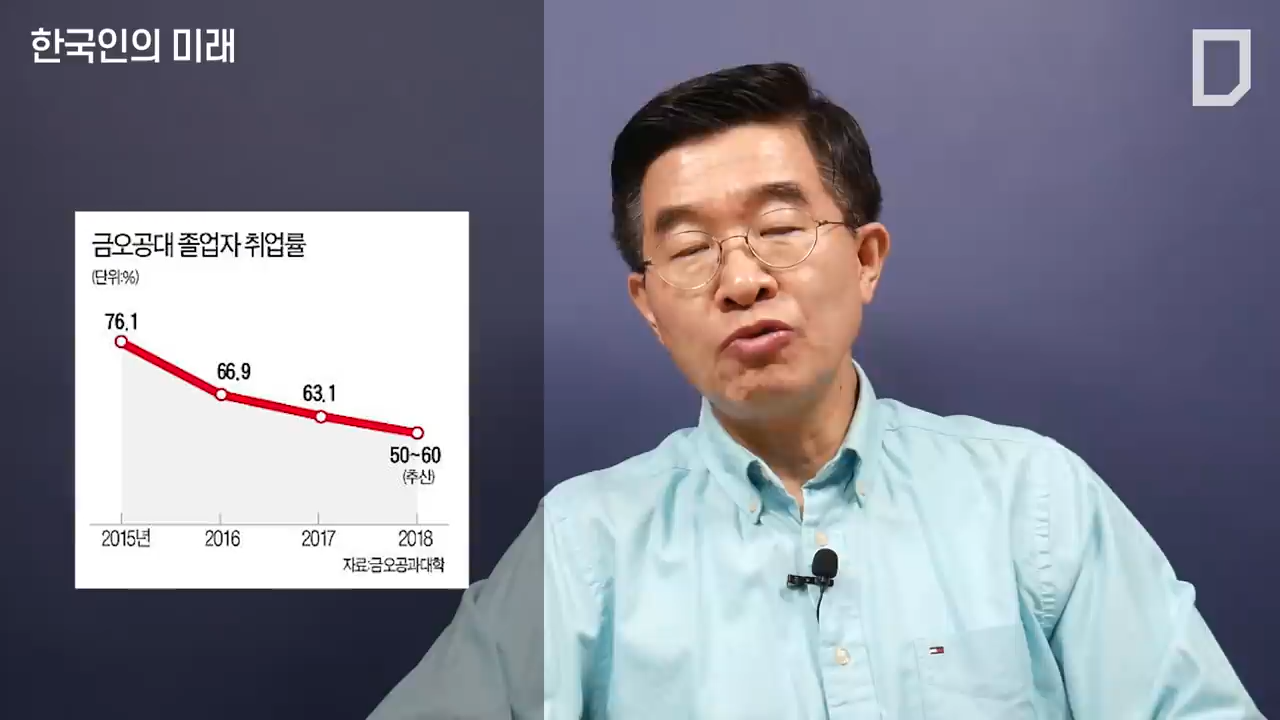 한국인의 미래
금오공대 졸업자 취업률
(단위:%)
76.1
66.9
63.1
50~60
(추산)
2015년 2016 2017 2018
자료:금오공과대학